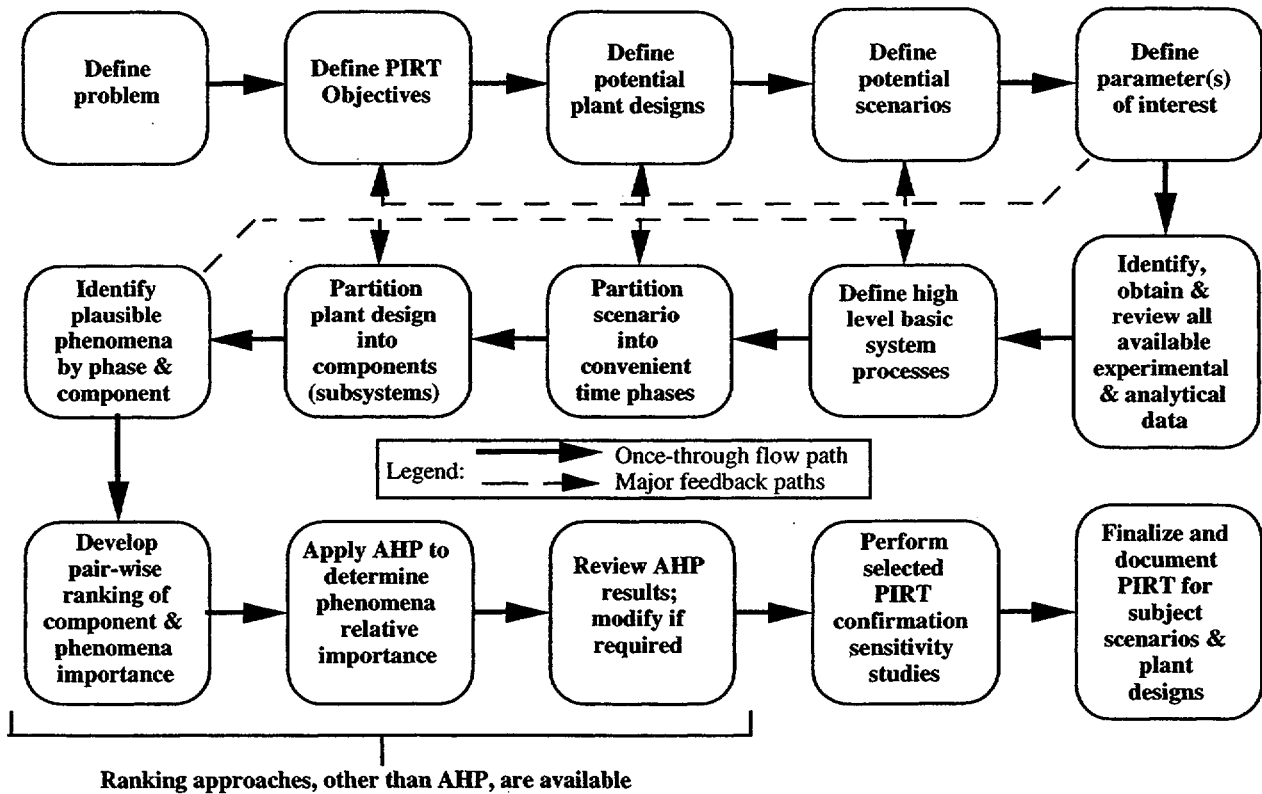 Define
problem
Define PIRT
Objectives
Define
potential
plant designs
Define
potential
scenarios
Define
parameter(s)
of interest
Identify
plausible
phenomena
by phase &
component
Partition
plant design
into
components
(subsystems)
Partition
scenario
into
convenient
time phases
Define high
level basic
system
processes
Identify,
obtain &
review all
available
experimental
& analytical
data
Legend:
Once-through flow path
Major feedback paths
Develop
pair-wise
ranking of
component &
phenomena
importance
Apply AHP to
determine
phenomena
relative
importance
Review AHP
results;
modify if
required
Perform
selected
PIRT
confirmation
sensitivity
studies
Finalize and
document
PIRT for
subject
scenarios &
plant
designs
Ranking approaches, other than AHP, are available